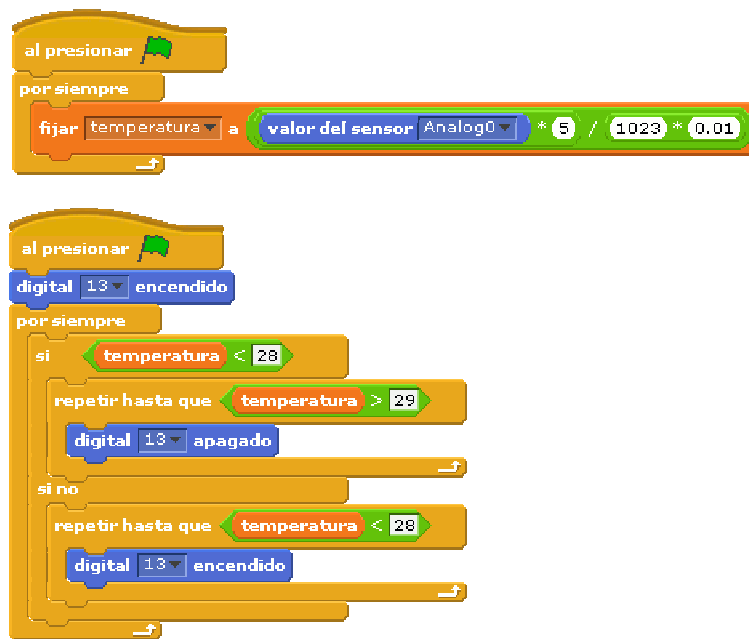 al presionar
por siempre
fijar temperatura a valor del sensor Analog0 * 5 / 1023 * 0.01
al presionar
digital 13 encendido
por siempre
si temperatura < 28
repetir hasta que temperatura > 29
digital 13 apagado
si no
repetir hasta que temperatura < 28
digital 13 encendido